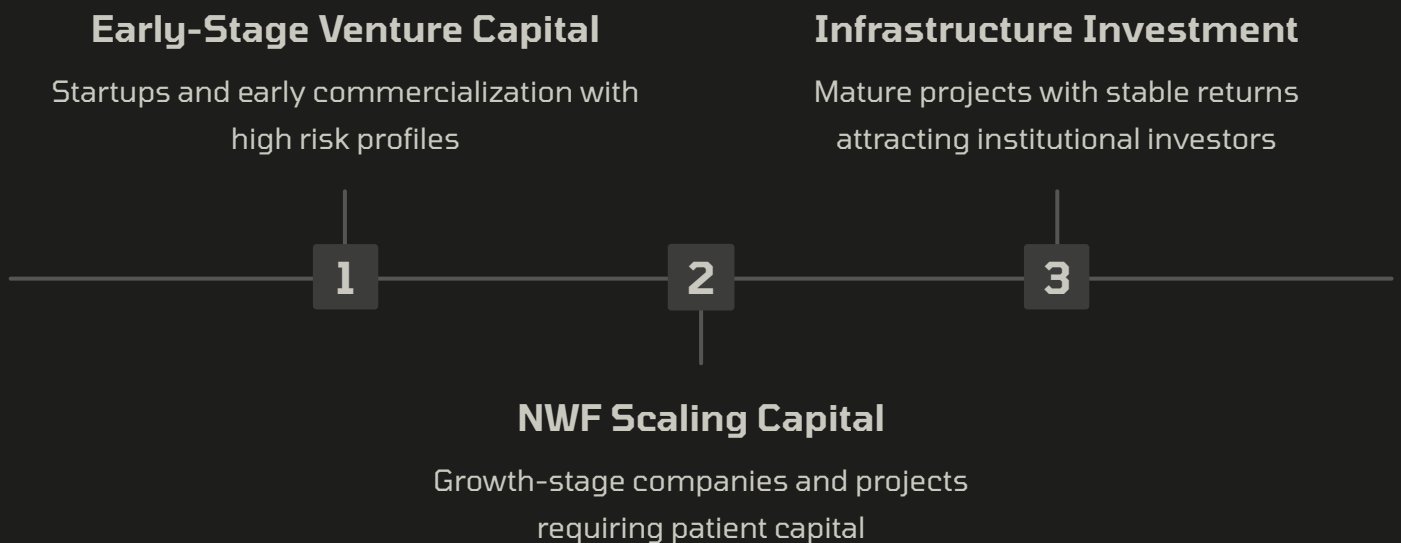 Early-Stage Venture Capital
Startups and early commercialization with
high risk profiles
Infrastructure Investment
Mature projects with stable returns
attracting institutional investors
1
2
3
NWF Scaling Capital
Growth-stage companies and projects
requiring patient capital